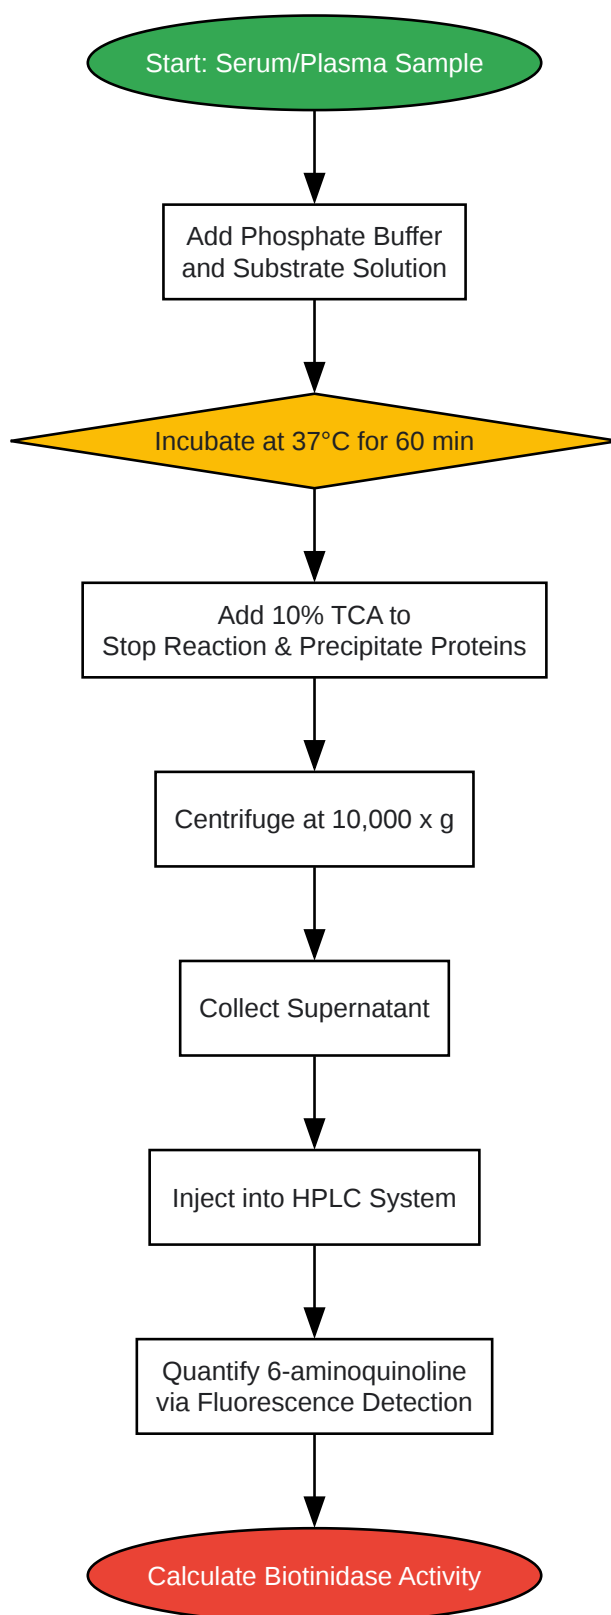 Start: Serum/Plasma Sample
Add Phosphate Buffer
and Substrate Solution
Incubate at 37°C for 60 min
Add 10% TCA to
Stop Reaction & Precipitate Proteins
Centrifuge at 10,000 x g
Collect Supernatant
Inject into HPLC System
Quantify 6-aminoquinoline
via Fluorescence Detection
Calculate Biotinidase Activity